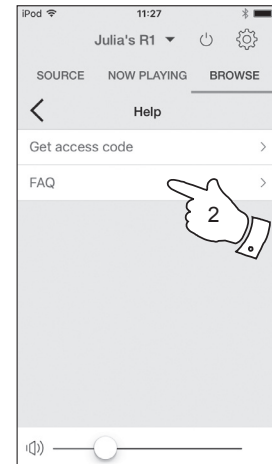 iPod 11:27
Julia's R1
SOURCE NOW PLAYING BROWSE
Help
Get access code
FAQ
2